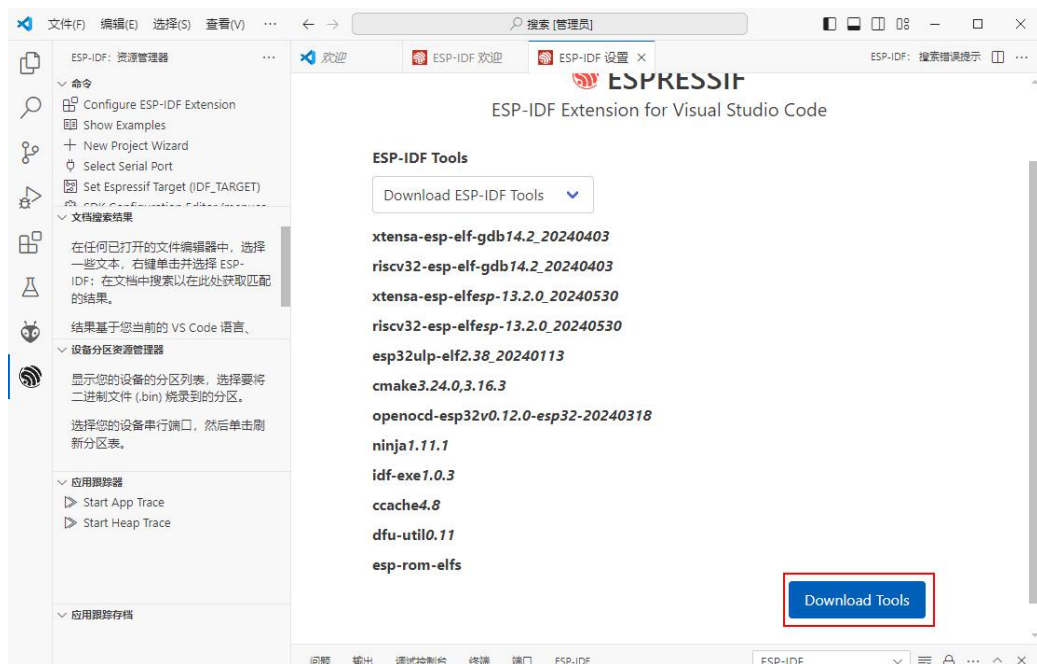 文件(F) 编辑(E) 选择(S) 查看(V) ··· 搜索 [管理员]
ESP-IDF：资源管理器 ···
命令
Configure ESP-IDF Extension
Show Examples
New Project Wizard
Select Serial Port
Set Espressif Target (IDF_TARGET)
文档搜索结果
在任何已打开的文件编辑器中，选择
一些文本，右键单击并选择 ESP-
IDF：在文档中搜索以在此处获取匹配
的结果。
结果基于您当前的 VS Code 语言、
设备分区资源管理器
显示您的设备的分区列表，选择要将
二进制文件 (.bin) 烧录到的分区。
选择您的设备串行端口，然后单击刷
新分区表。
应用跟踪器
Start App Trace
Start Heap Trace
应用跟踪存档
欢迎 ESP-IDF 欢迎 ESP-IDF 设置 ESP-IDF：搜索错误提示 ···
ESPRESSIF
ESP-IDF Extension for Visual Studio Code
ESP-IDF Tools
Download ESP-IDF Tools
xtensa-esp-elf-gdb14.2_20240403
riscv32-esp-elf-gdb14.2_20240403
xtensa-esp-elfesp-13.2.0_20240530
riscv32-esp-elfesp-13.2.0_20240530
esp32ulp-elf2.38_20240113
cmake3.24.0,3.16.3
openocd-esp32v0.12.0-esp32-20240318
ninja1.11.1
idf-exe1.0.3
ccache4.8
dfu-util0.11
esp-rom-elfs
Download Tools
问题 输出 调试控制台 终端 端口 ESP-IDF ESP-IDF ···